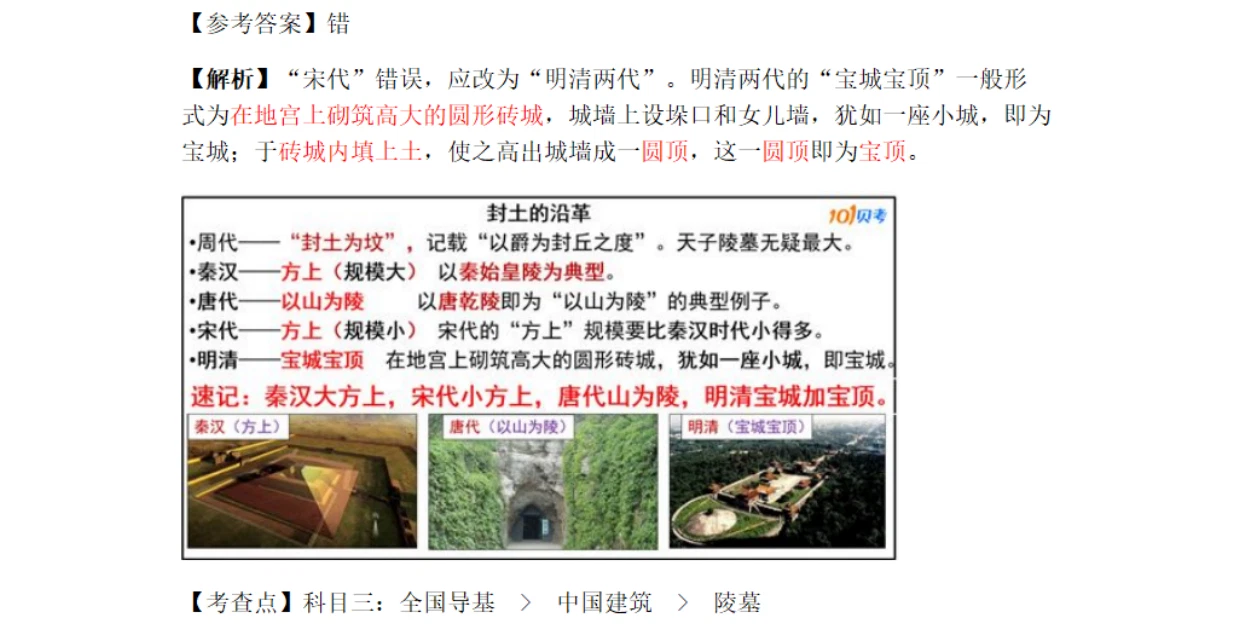 【参考答案】错
【解析】“宋代”错误，应改为“明清两代”。明清两代的“宝城宝顶”一般形
式为在地宫上砌筑高大的圆形砖城，城墙上设垛口和女儿墙，犹如一座小城，即为
宝城；于砖城内填上土，使之高出城墙成一圆顶，这一圆顶即为宝顶。
封土的沿革
101贝考
•周代——“封土为坟”，记载“以爵为封丘之度”。天子陵墓无疑最大。
•秦汉——方上（规模大） 以秦始皇陵为典型。
•唐代——以山为陵 以唐乾陵即为“以山为陵”的典型例子。
•宋代——方上（规模小） 宋代的“方上”规模要比秦汉时代小得多。
•明清——宝城宝顶 在地宫上砌筑高大的圆形砖城，犹如一座小城，即宝城。
速记：秦汉大方上，宋代小方上，唐代山为陵，明清宝城加宝顶。
秦汉（方上）
唐代（以山为陵）
明清（宝城宝顶）
【考查点】科目三：全国导基 > 中国建筑 > 陵墓